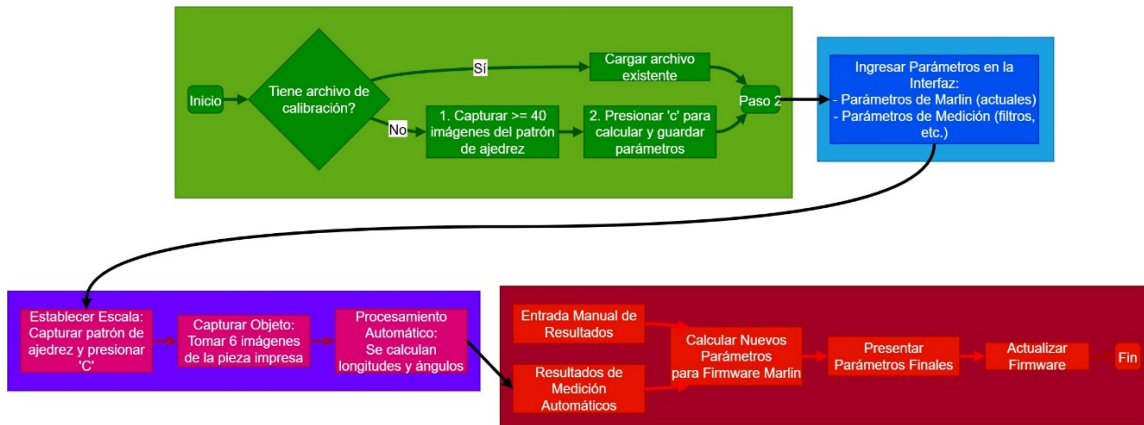 Inicio
Tiene archivo de
calibración?
Sí
No
Cargar archivo
existente
1. Capturar >= 40
imágenes del patrón
de ajedrez
2. Presionar 'c' para
calcular y guardar
parámetros
Paso 2
Ingresar Parámetros en la
Interfaz:
- Parámetros de Marlin (actuales)
- Parámetros de Medición (filtros,
etc.)
Establecer Escala:
Capturar patrón de
ajedrez y presionar
'C'
Capturar Objeto:
Tomar 6 imágenes
de la pieza impresa
Procesamiento
Automático:
Se calculan
longitudes y ángulos
Entrada Manual de
Resultados
Resultados de
Medición
Automáticos
Calcular Nuevos
Parámetros
para Firmware Marlin
Presentar
Parámetros Finales
Actualizar
Firmware
Fin